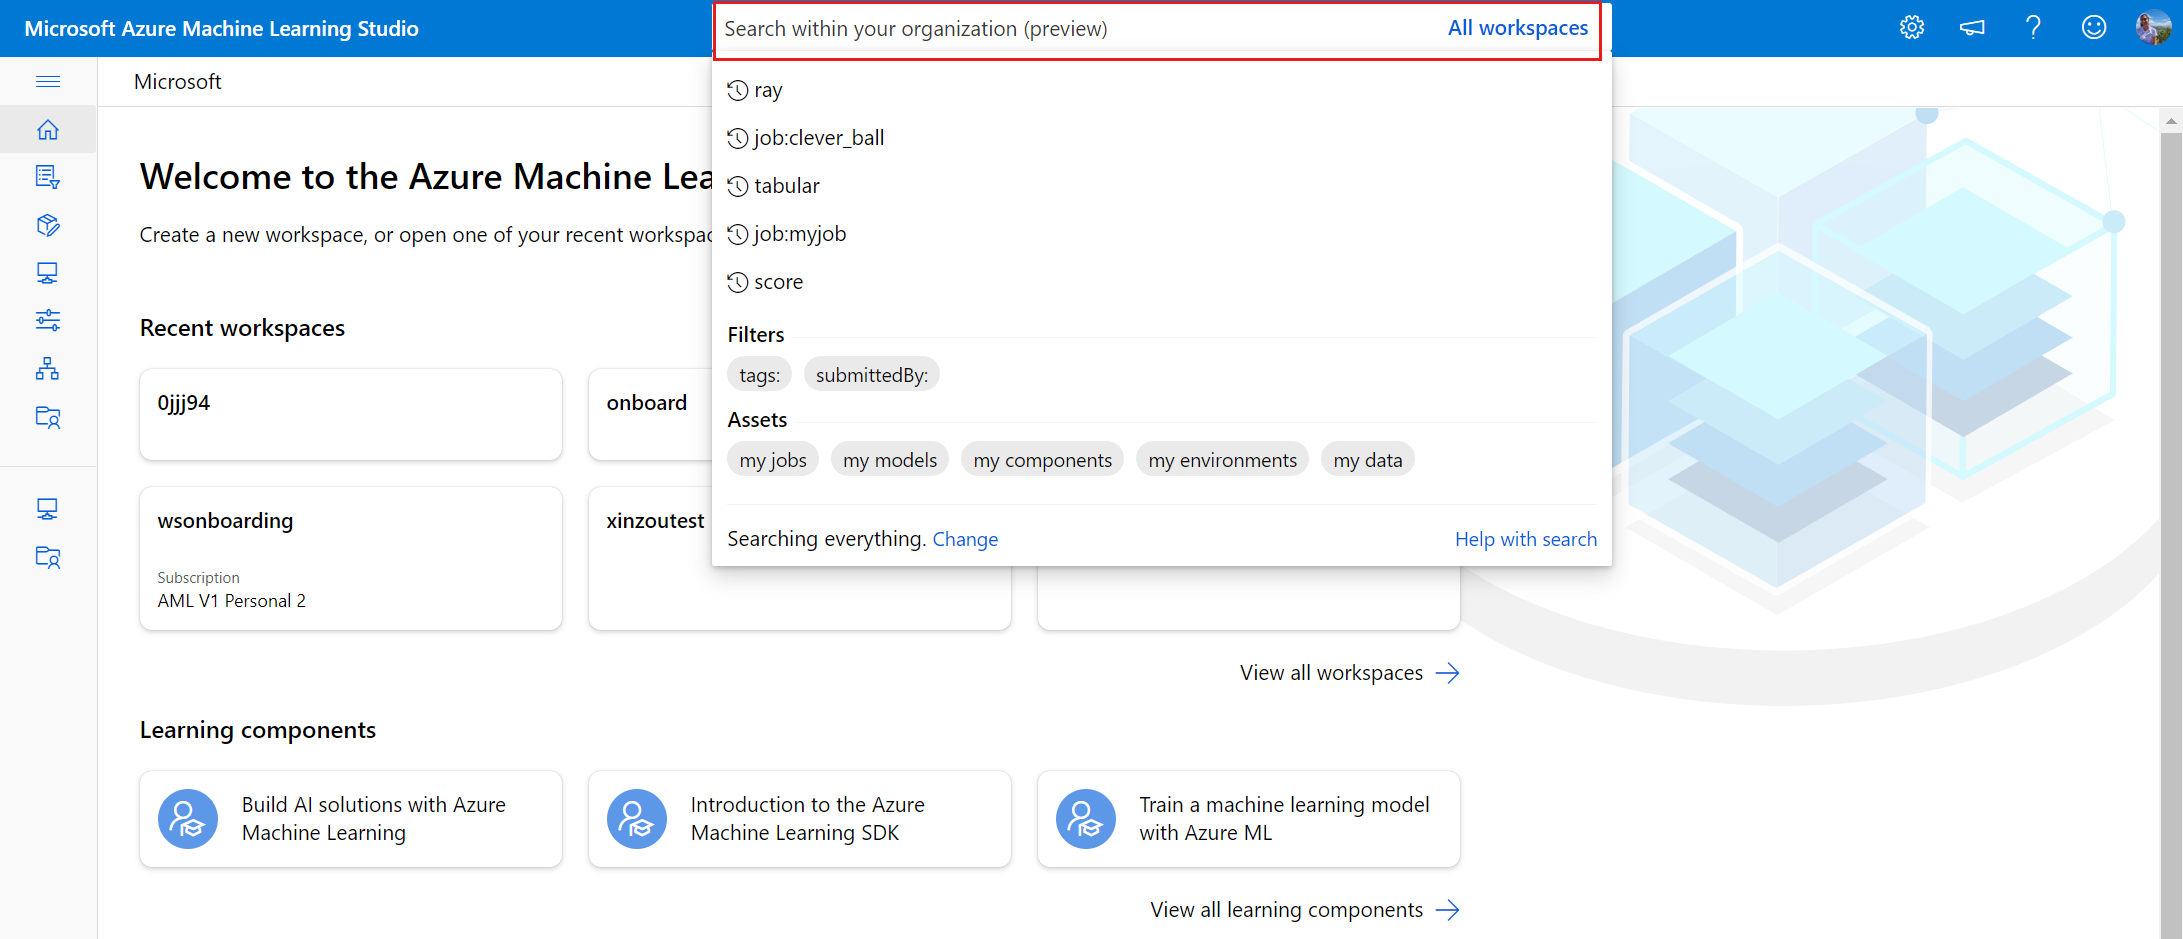 Microsoft Azure Machine Learning Studio
Search within your organization (preview) All workspaces
Microsoft
ray
job:clever_ball
tabular
job:myjob
score
Filters
tags: submittedBy:
Assets
my jobs my models my components my environments my data
Searching everything. Change Help with search
Welcome to the Azure Machine Lea
Create a new workspace, or open one of your recent workspac
Recent workspaces
0jjj94
onboard
wsonboarding
Subscription
AML V1 Personal 2
xinzoutest
View all workspaces
Learning components
Build AI solutions with Azure
Machine Learning
Introduction to the Azure
Machine Learning SDK
Train a machine learning model
with Azure ML
View all learning components